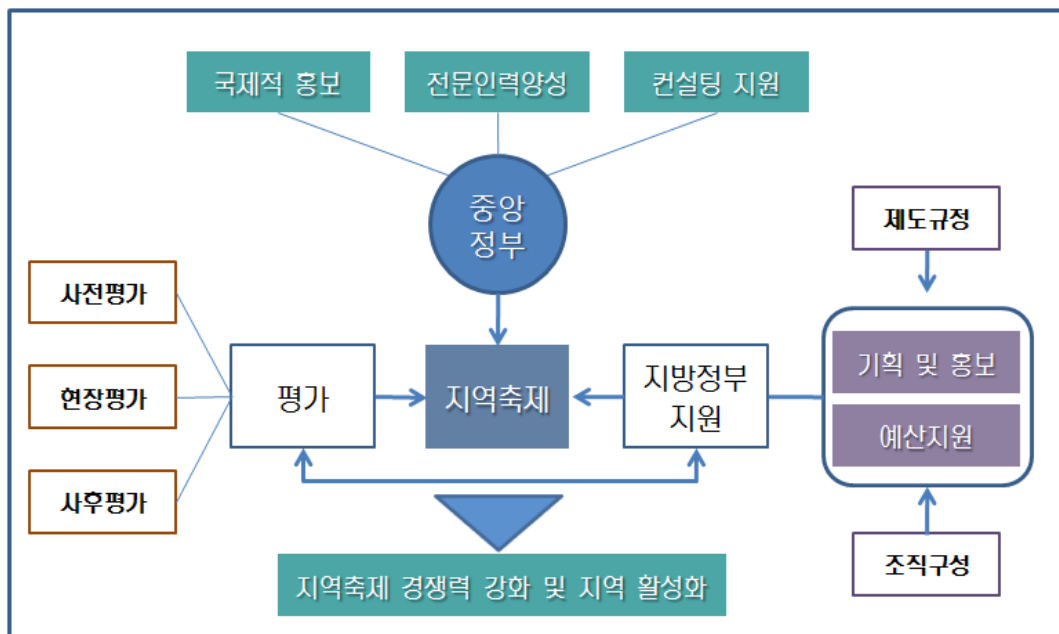 국제적 홍보
전문인력양성
컨설팅 지원
중앙
정부
제도규정
사전평가
현장평가
사후평가
평가
지역축제
지방정부
지원
기획 및 홍보
예산지원
조직구성
지역축제 경쟁력 강화 및 지역 활성화